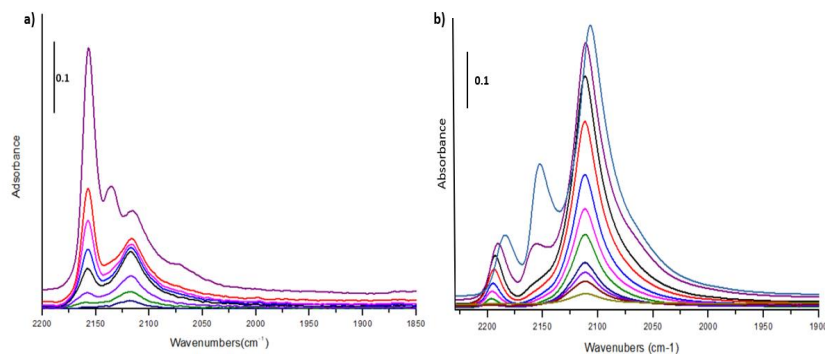 a)
0.1
Adsorbance
2200 2150 2100 2050 2000 1950 1900 1850
Wavenumbers(cm⁻¹)
b)
0.1
Absorbance
2200 2150 2100 2050 2000 1950 1900
Wavenubers (cm-1)